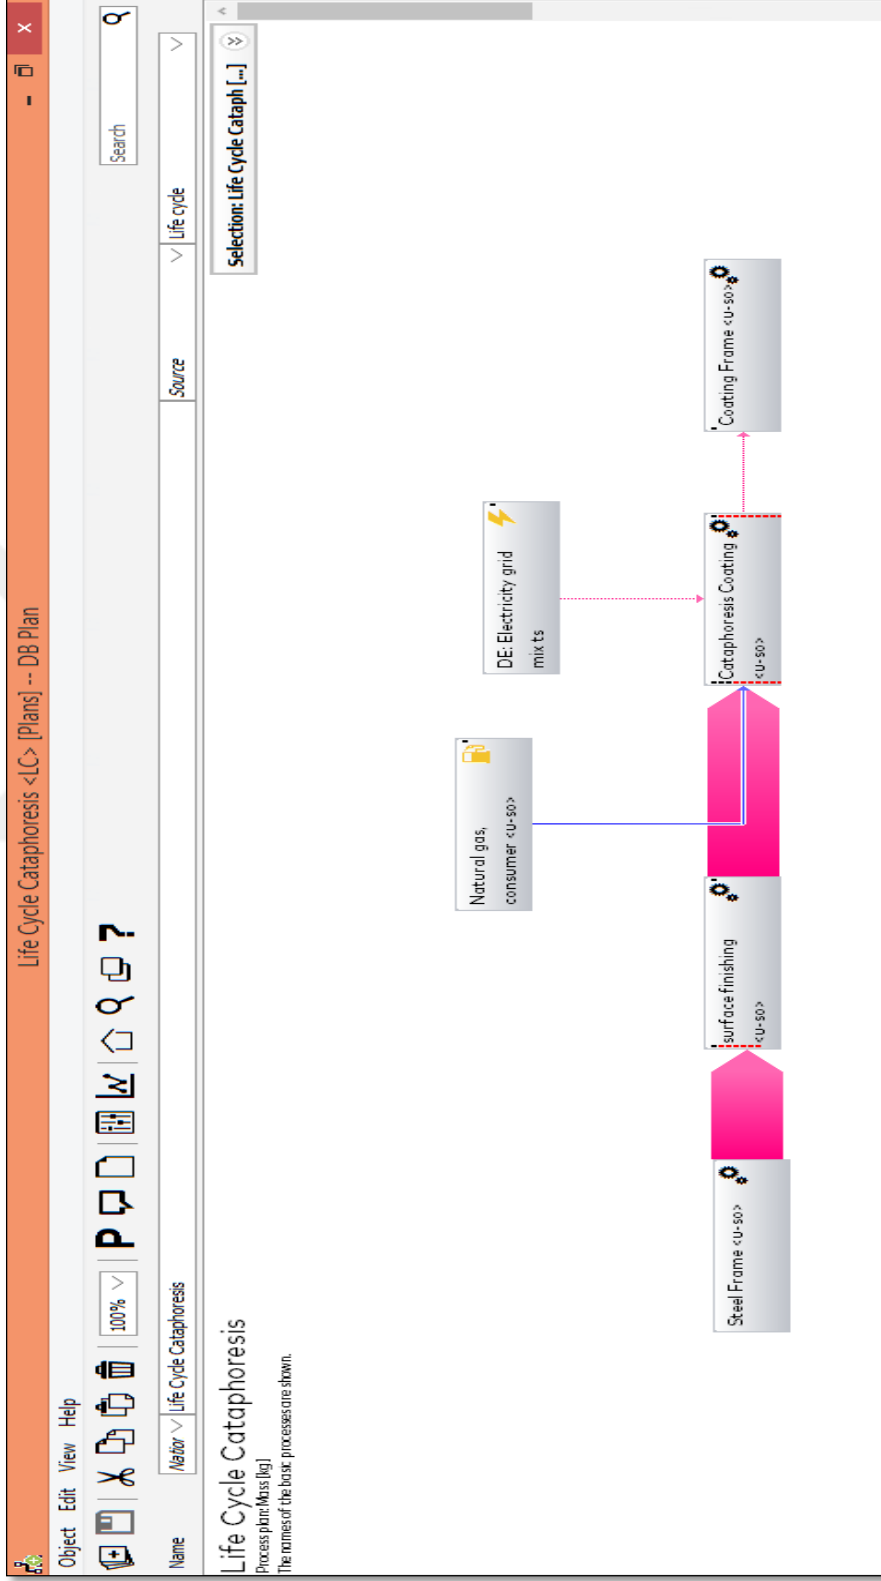 Life Cycle Cataphoresis <LC> [Plans] -- DB Plan
x
Object Edit View Help
100%
P
?
Search
Name
Nation
Life Cycle Cataphoresis
Source
Life cycle
Life Cycle Cataphoresis
Process plan: Mass [kg]
The names of the basic processes are shown.
Selection: Life Cycle Cataph [...]
Natural gas,
consumer <u-so>
DE: Electricity grid
mix ts
Steel Frame <u-so>
surface finishing
<u-so>
Cataphoresis Coating
<u-so>
Coating Frame <u-so>